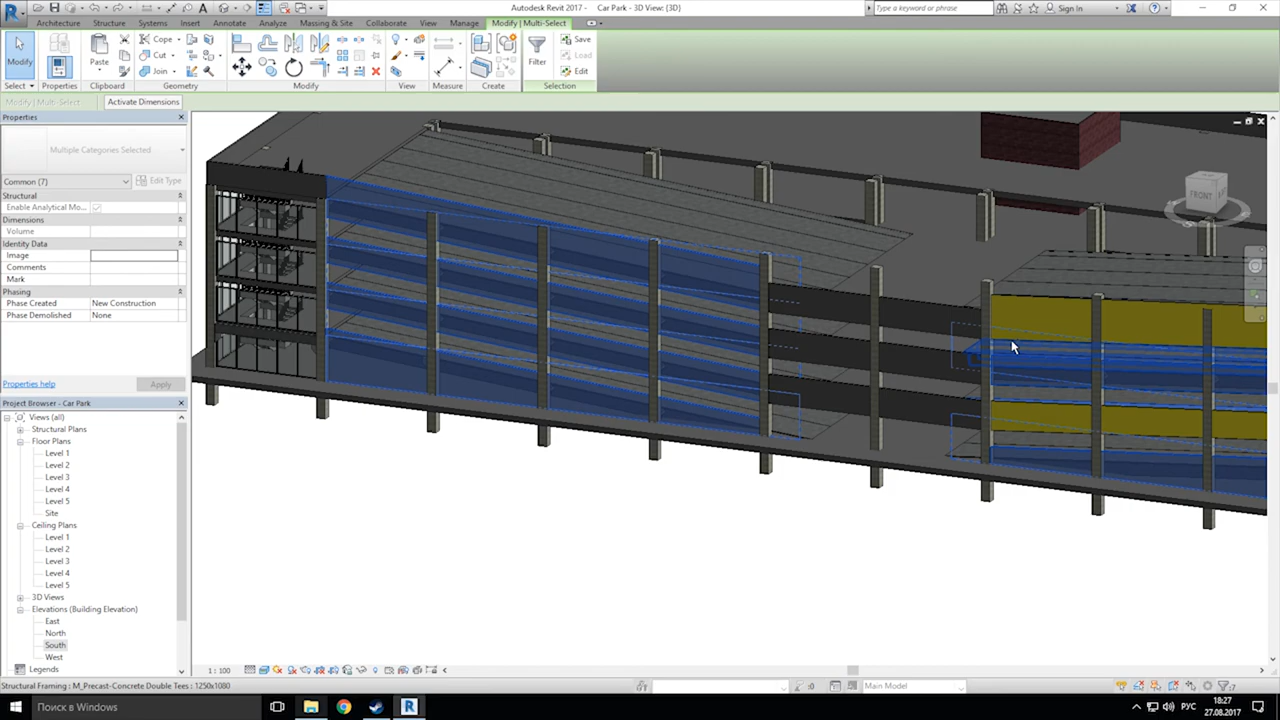 Autodesk Revit 2017 - Car Park - 3D View: {3D}
Type a keyword or phrase
Sign In
Architecture Structure Systems Insert Annotate Analyze Massing & Site Collaborate View Manage Modify | Multi-Select
Modify Paste Cope Cut Join Filter Save Load Edit
Select Properties Clipboard Geometry Modify View Measure Create Selection
Modify | Multi-Select Activate Dimensions
Properties
Multiple Categories Selected
Common (7) Edit Type
Structural
Enable Analytical Mo...
Dimensions
Volume
Identity Data
Image
Comments
Mark
Phasing
Phase Created New Construction
Phase Demolished None
Properties help Apply
Project Browser - Car Park
Views (all)
Structural Plans
Floor Plans
Level 1
Level 2
Level 3
Level 4
Level 5
Site
Ceiling Plans
Level 1
Level 2
Level 3
Level 4
Level 5
3D Views
Elevations (Building Elevation)
East
North
South
West
Legends
FRONT
1 : 100
Structural Framing : M_Precast-Concrete Double Tees : 1250x1080
:0
Main Model
:7
Поиск в Windows
РУС
18:27
27.08.2017